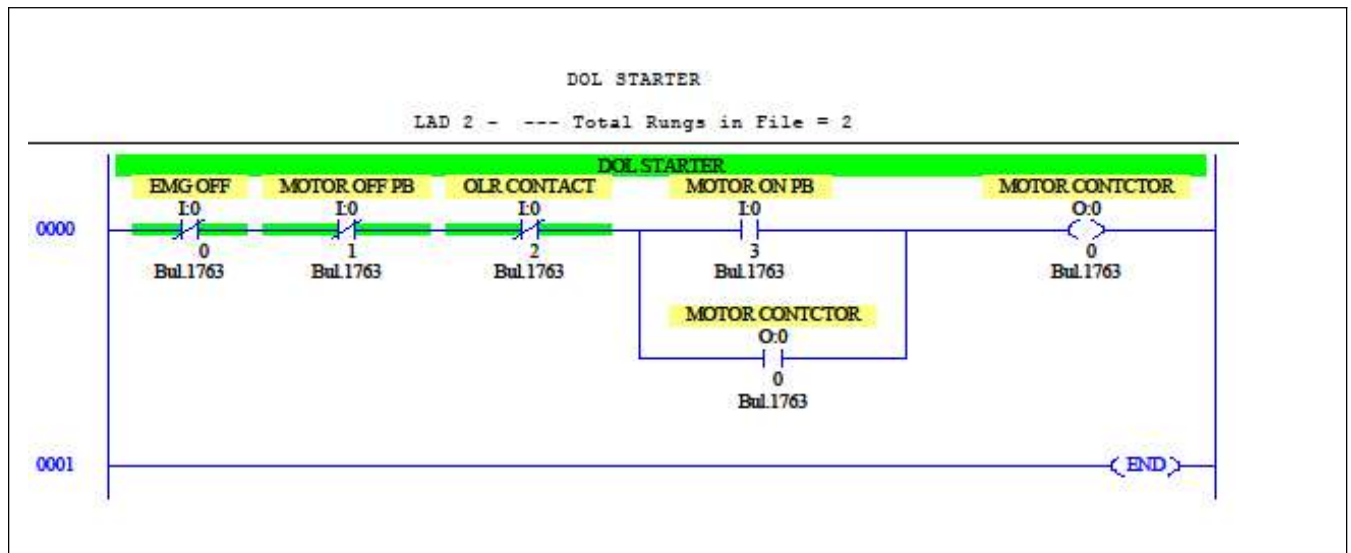 DOL STARTER
LAD 2 - --- Total Rungs in File = 2
DOL STARTER
EMG OFF MOTOR OFF PB OLR CONTACT MOTOR ON PB MOTOR CONTCTOR
I:0 I:0 I:0 I:0 O:0
0000
0 1 2 3 0
Bul.1763 Bul.1763 Bul.1763 Bul.1763 Bul.1763
MOTOR CONTCTOR
O:0
0
Bul.1763
0001 END